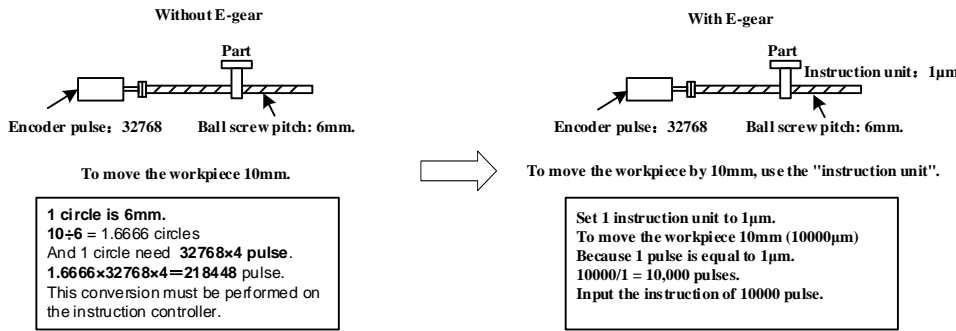 Without E-gear
Part
Encoder pulse：32768
Ball screw pitch: 6mm.
To move the workpiece 10mm.
1 circle is 6mm.
10÷6 = 1.6666 circles
And 1 circle need 32768×4 pulse.
1.6666×32768×4＝218448 pulse.
This conversion must be performed on
the instruction controller.
With E-gear
Part
Instruction unit：1μm
Encoder pulse：32768
Ball screw pitch: 6mm.
To move the workpiece by 10mm, use the "instruction unit".
Set 1 instruction unit to 1μm.
To move the workpiece 10mm (10000μm)
Because 1 pulse is equal to 1μm.
10000/1 = 10,000 pulses.
Input the instruction of 10000 pulse.